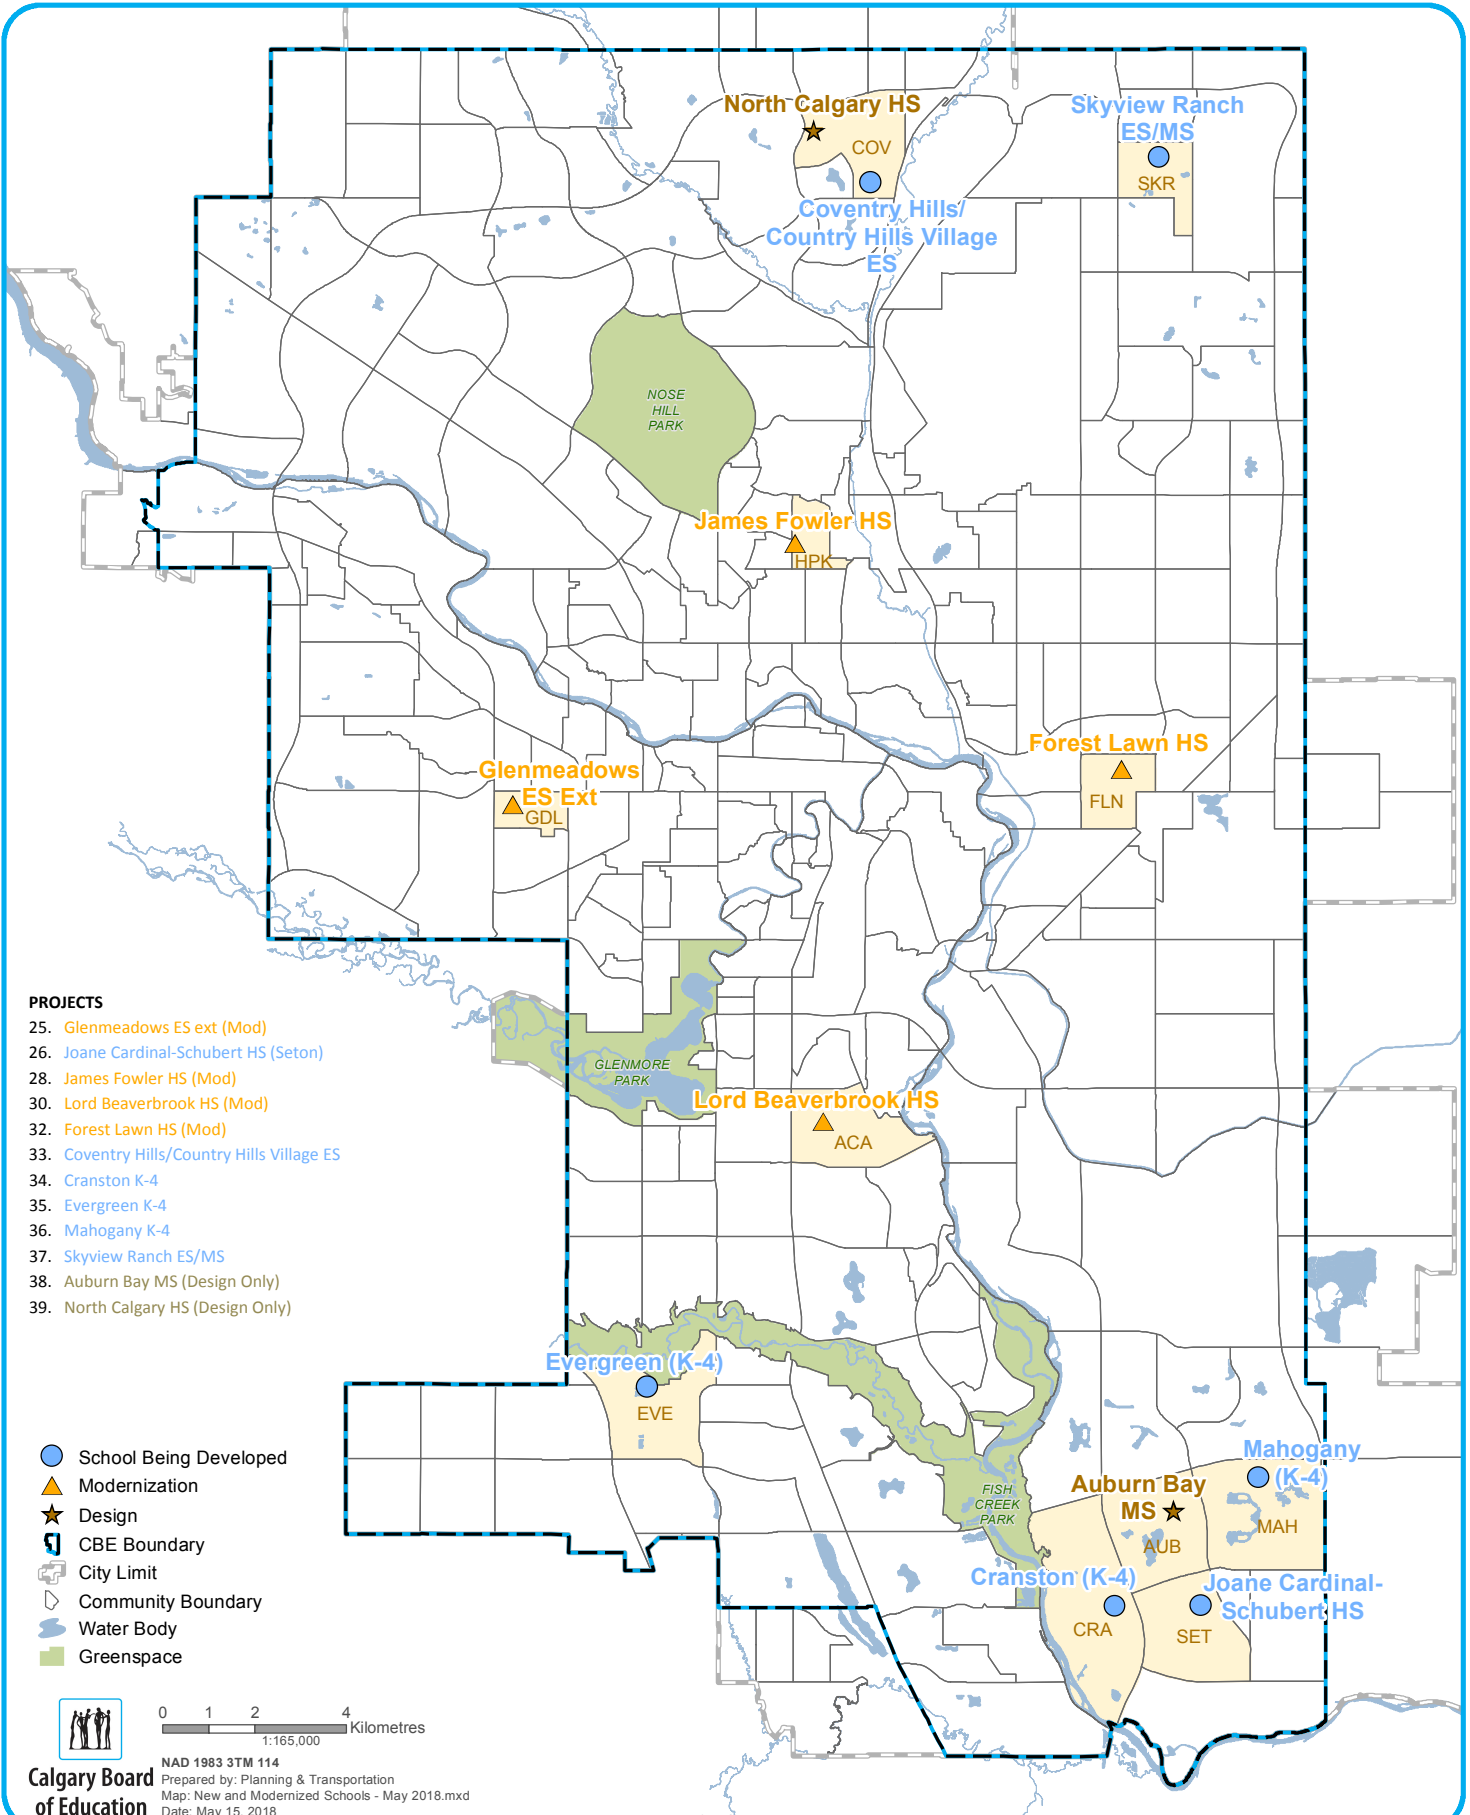 North Calgary HS
Skyview Ranch
ES/MS
COV
SKR
Coventry Hills/
Country Hills Village
ES
NOSE
HILL
PARK
James Fowler HS
HPK
Forest Lawn HS
FLN
Glenmeadows
ES Ext
GDL
PROJECTS
25. Glenmeadows ES ext (Mod)
26. Joane Cardinal-Schubert HS (Seton)
28. James Fowler HS (Mod)
30. Lord Beaverbrook HS (Mod)
32. Forest Lawn HS (Mod)
33. Coventry Hills/Country Hills Village ES
34. Cranston K-4
35. Evergreen K-4
36. Mahogany K-4
37. Skyview Ranch ES/MS
38. Auburn Bay MS (Design Only)
39. North Calgary HS (Design Only)
GLENMORE
PARK
Lord Beaverbrook HS
ACA
Evergreen (K-4)
EVE
Mahogany
(K-4)
MAH
Auburn Bay
MS
AUB
FISH
CREEK
PARK
Cranston (K-4)
CRA
Joane Cardinal-
Schubert HS
SET
School Being Developed
Modernization
Design
CBE Boundary
City Limit
Community Boundary
Water Body
Greenspace
0 1 2 4
Kilometres
1:165,000
Calgary Board
of Education
NAD 1983 3TM 114
Prepared by: Planning & Transportation
Map: New and Modernized Schools - May 2018.mxd
Date: May 15, 2018